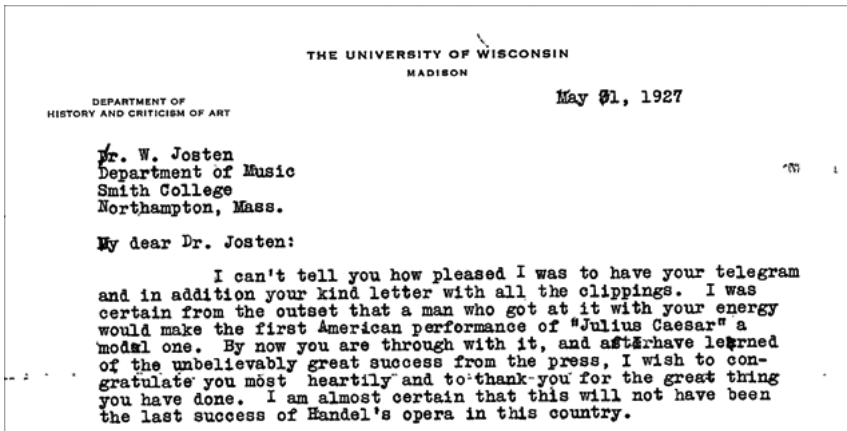 THE UNIVERSITY OF WISCONSIN
MADISON
May 31, 1927
DEPARTMENT OF
HISTORY AND CRITICISM OF ART
Dr. W. Josten
Department of Music
Smith College
Northampton, Mass.
My dear Dr. Josten:
I can't tell you how pleased I was to have your telegram
and in addition your kind letter with all the clippings. I was
certain from the outset that a man who got at it with your energy
would make the first American performance of "Julius Caesar" a
model one. By now you are through with it, and after have learned
of the unbelievably great success from the press, I wish to con-
gratulate you most heartily and to thank you for the great thing
you have done. I am almost certain that this will not have been
the last success of Handel's opera in this country.